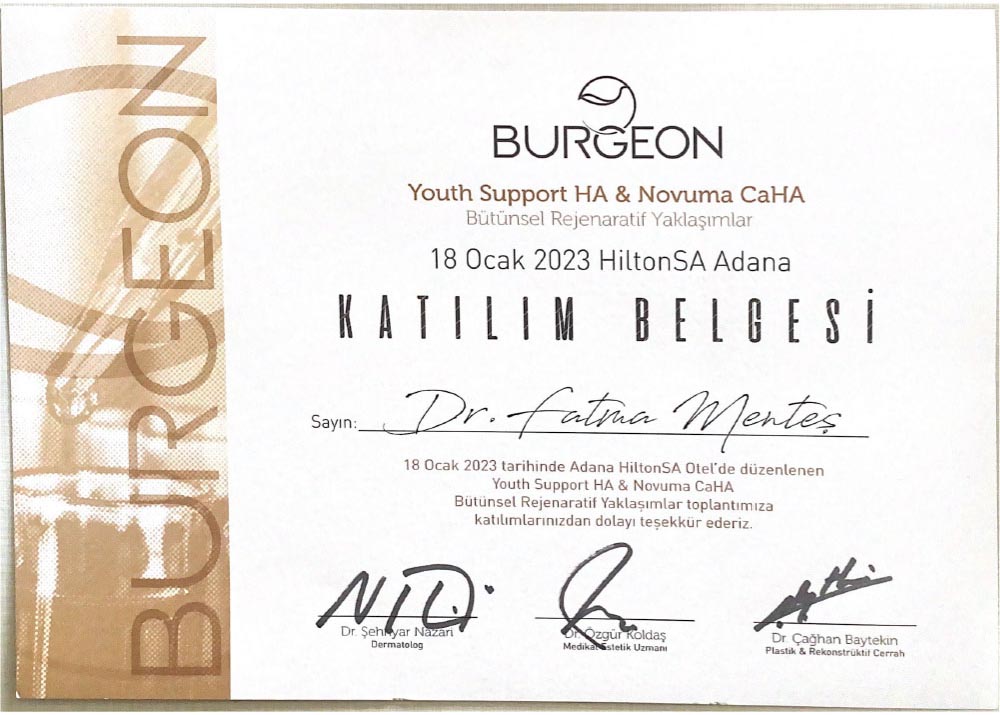 BURGEON
BURGEON
Youth Support HA & Novuma CaHA
Bütünsel Rejenaratif Yaklaşımlar
18 Ocak 2023 HiltonSA Adana
KATILIM BELGESİ
Sayın: Dr. Fatma Menteş
18 Ocak 2023 tarihinde Adana HiltonSA Otel'de düzenlenen
Youth Support HA & Novuma CaHA
Bütünsel Rejenaratif Yaklaşımlar toplantımıza
katılımlarınızdan dolayı teşekkür ederiz.
Dr. Şehriyar Nazari
Dermatolog
Dr. Özgür Koldaş
Medikal Estetik Uzmanı
Dr. Çağhan Baytekin
Plastik & Rekonstrüktif Cerrah